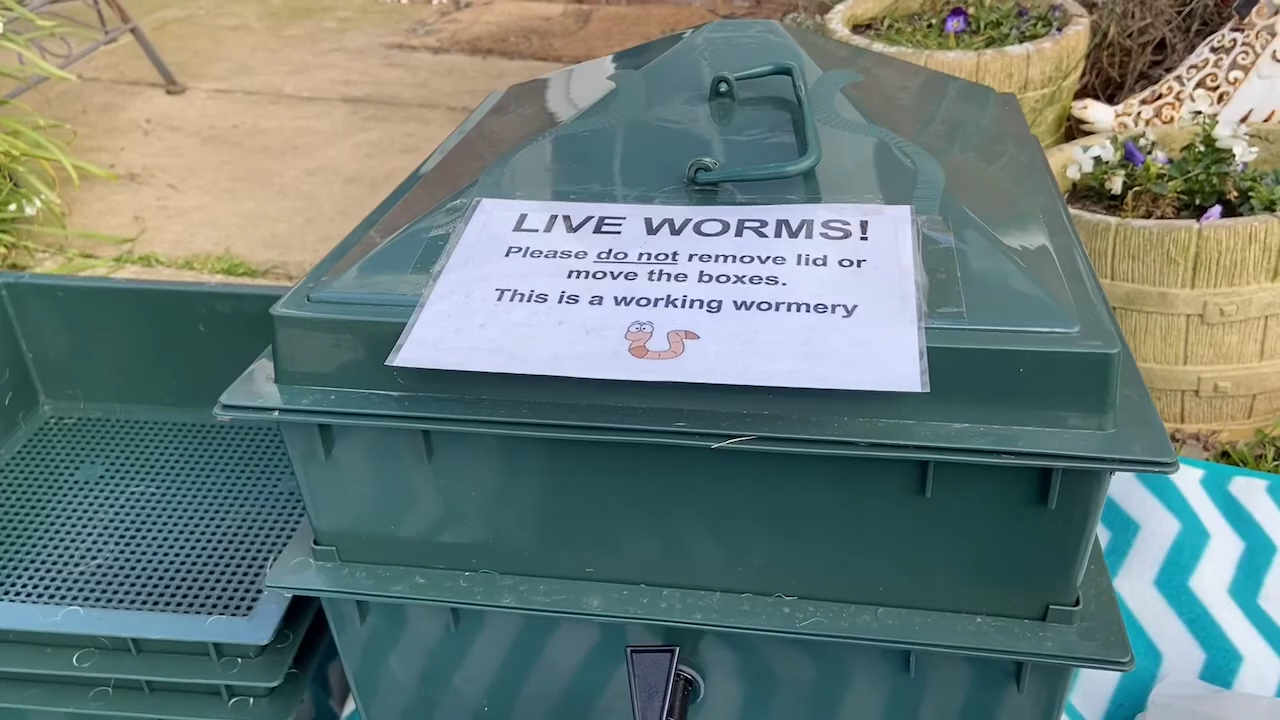 LIVE WORMS!
Please do not remove lid or
move the boxes.
This is a working wormery